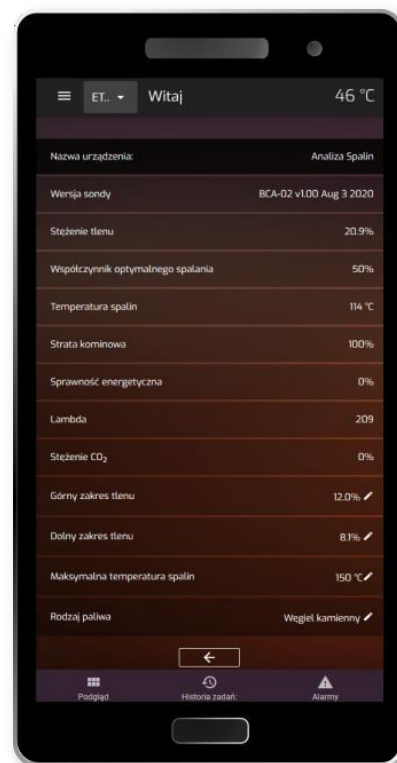 ET.. Witaj 46 °C
Nazwa urządzenia: Analiza Spalin
Wersja sondy BCA-02 v1.00 Aug 3 2020
Stężenie tlenu 20.9%
Współczynnik optymalnego spalania 50%
Temperatura spalin 114 °C
Strata kominowa 100%
Sprawność energetyczna 0%
Lambda 209
Stężenie CO₂ 0%
Górny zakres tlenu 12.0%
Dolny zakres tlenu 8.1%
Maksymalna temperatura spalin 150 °C
Rodzaj paliwa Węgiel kamienny
Podgląd Historia zadań: Alarmy